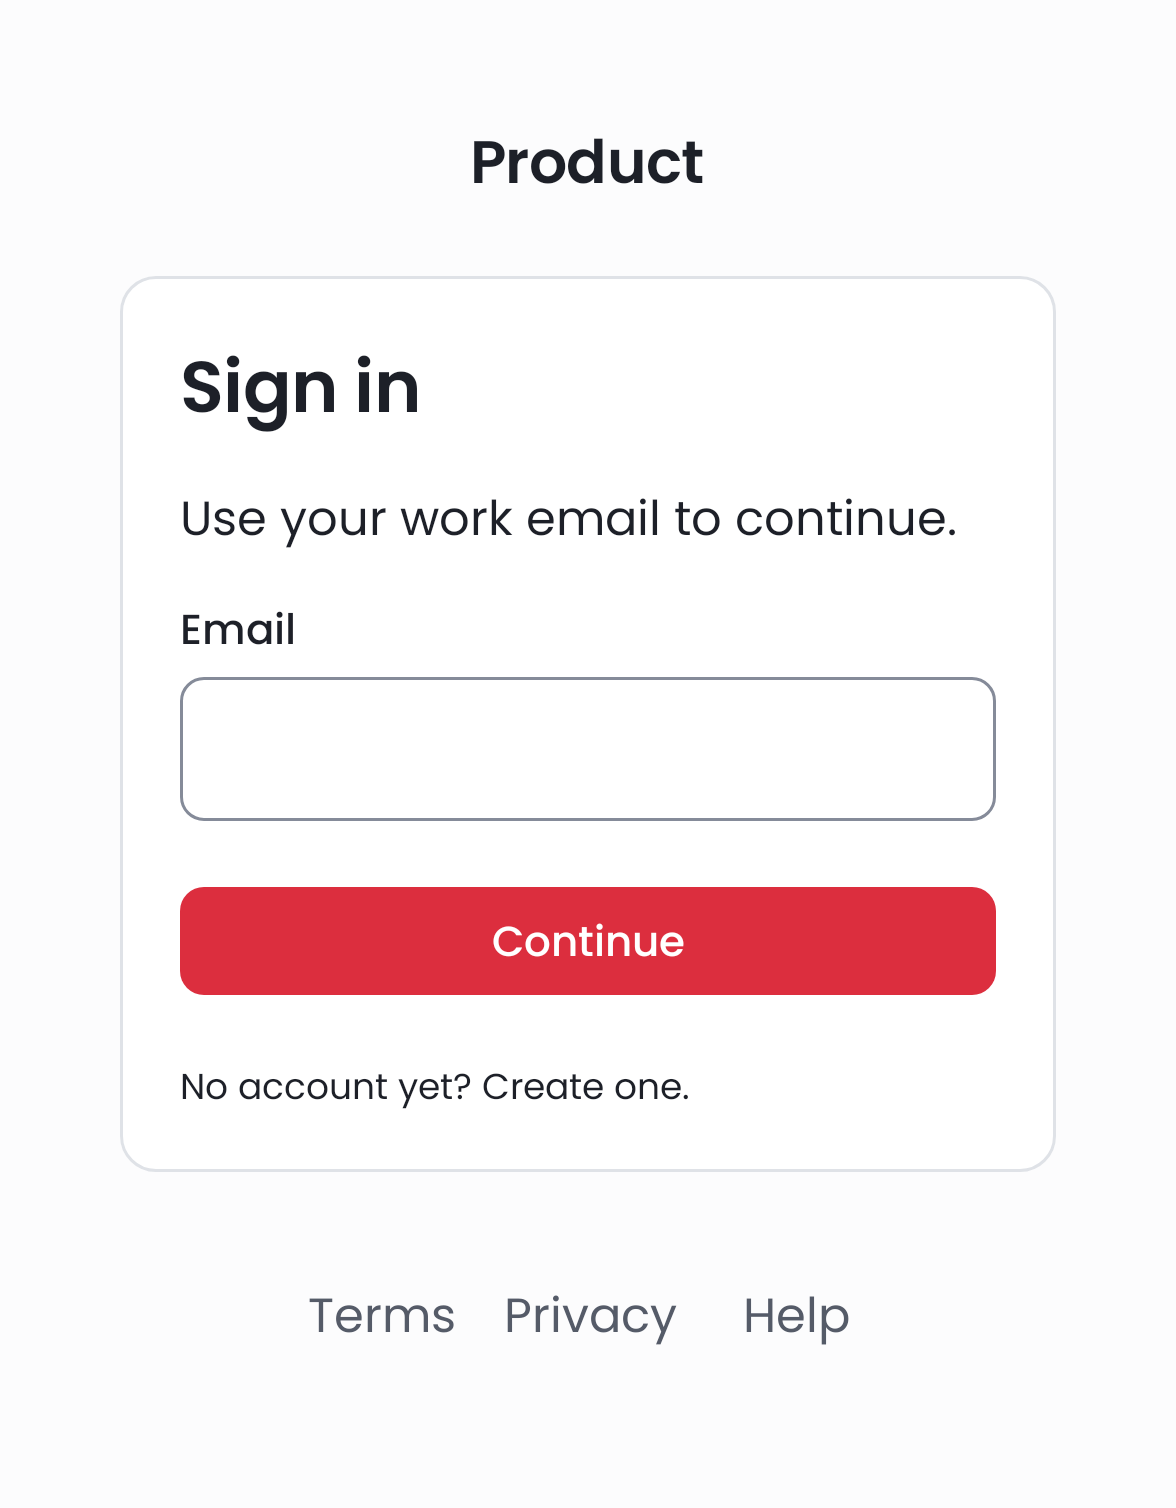 Product
Sign in
Use your work email to continue.
Email
Continue
No account yet? Create one.
Terms Privacy Help